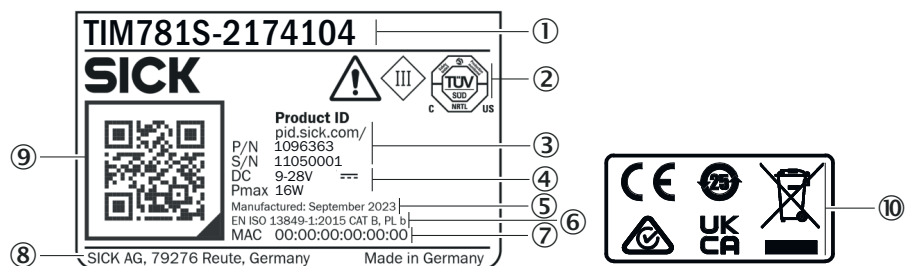 TIM781S-2174104
①
SICK
III
TÜV
SÜD
NRTL
C US
②
Product ID
pid.sick.com/
P/N 1096363
S/N 11050001
③
DC 9-28V
Pmax 16W
④
Manufactured: September 2023
⑤
EN ISO 13849-1:2015 CAT B, PL b
⑥
MAC 00:00:00:00:00:00
⑦
⑧
SICK AG, 79276 Reute, Germany Made in Germany
⑨
CE
25
UK
CA
⑩